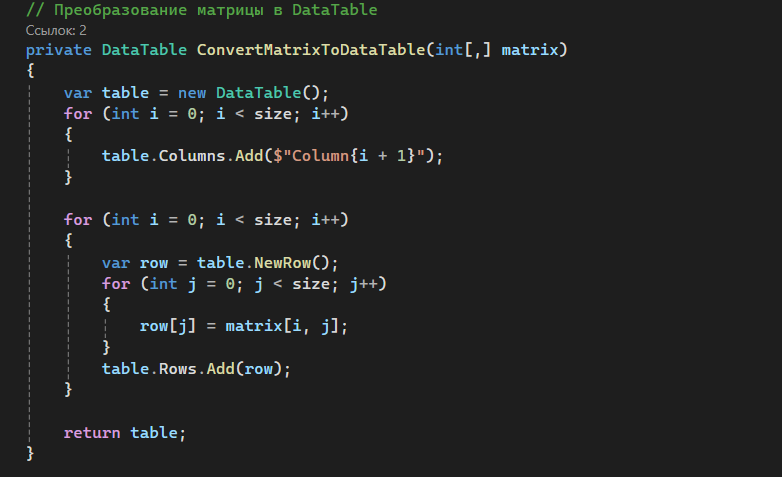 // Преобразование матрицы в DataTable
Ссылок: 2
private DataTable ConvertMatrixToDataTable(int[,] matrix)
{
    var table = new DataTable();
    for (int i = 0; i < size; i++)
    {
        table.Columns.Add($"Column{i + 1}");
    }

    for (int i = 0; i < size; i++)
    {
        var row = table.NewRow();
        for (int j = 0; j < size; j++)
        {
            row[j] = matrix[i, j];
        }
        table.Rows.Add(row);
    }

    return table;
}